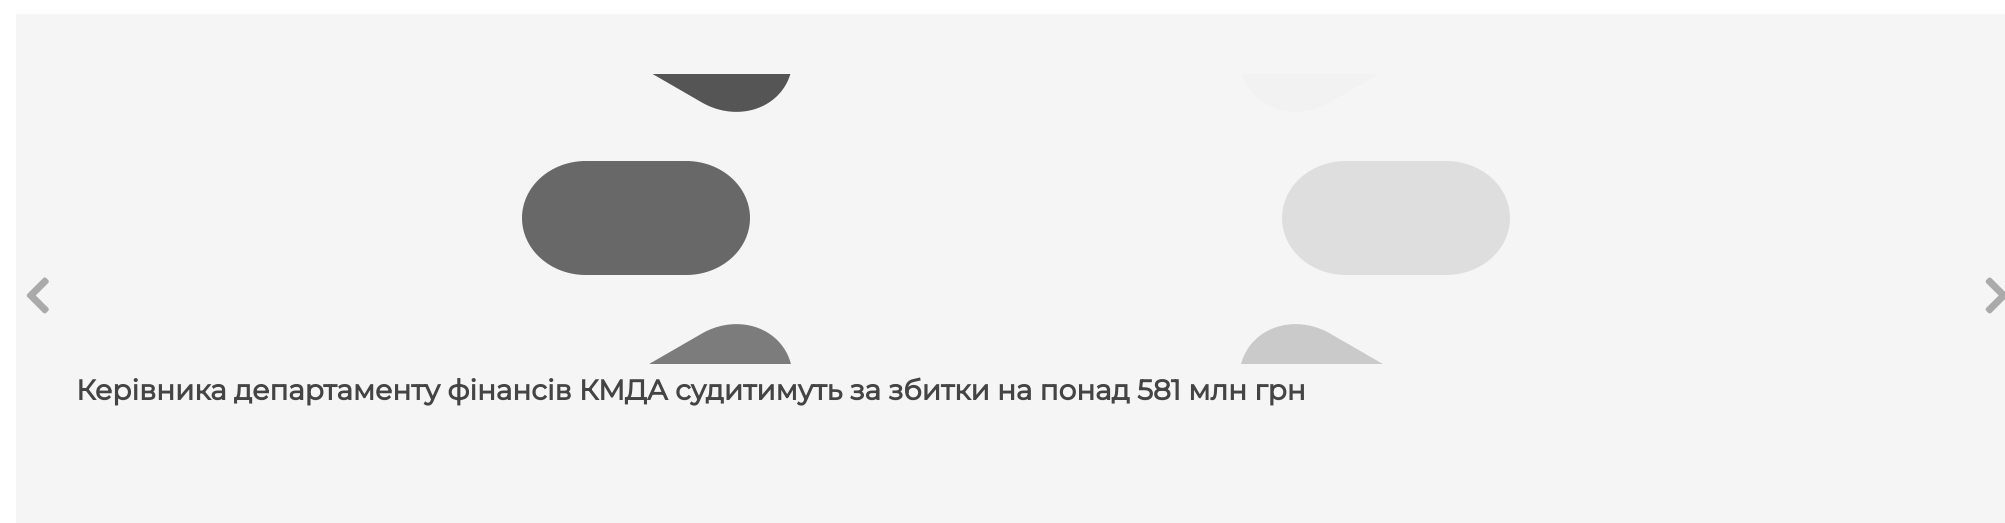 Керівника департаменту фінансів КМДА судитимуть за збитки на понад 581 млн грн